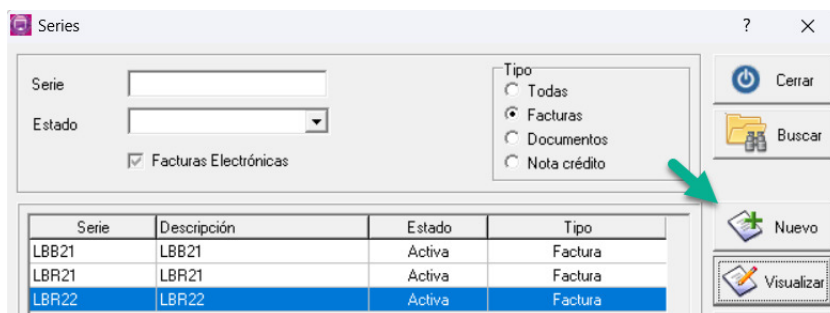 Series ?
Serie
Estado
Facturas Electrónicas
Tipo
Todas
Facturas
Documentos
Nota crédito
Cerrar
Buscar
Nuevo
Visualizar
Serie Descripción Estado Tipo
LBB21 LBB21 Activa Factura
LBR21 LBR21 Activa Factura
LBR22 LBR22 Activa Factura